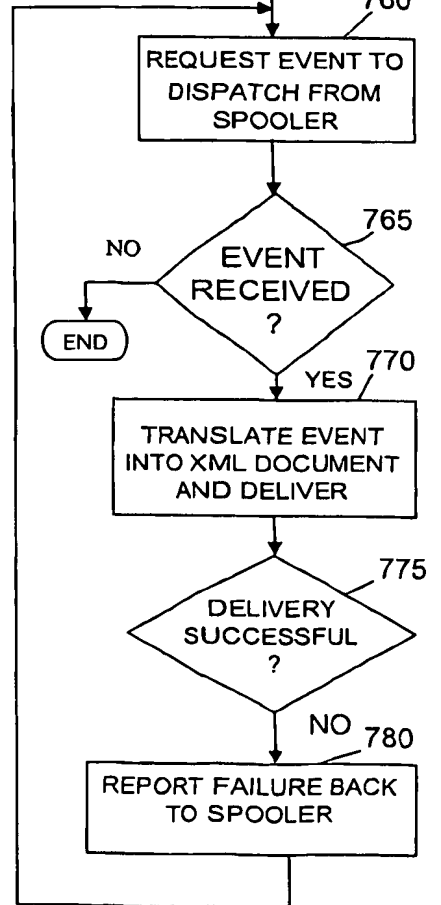 760
REQUEST EVENT TO
DISPATCH FROM
SPOOLER
765
NO
EVENT
RECEIVED
?
END
YES
770
TRANSLATE EVENT
INTO XML DOCUMENT
AND DELIVER
775
DELIVERY
SUCCESSFUL
?
NO
780
REPORT FAILURE BACK
TO SPOOLER